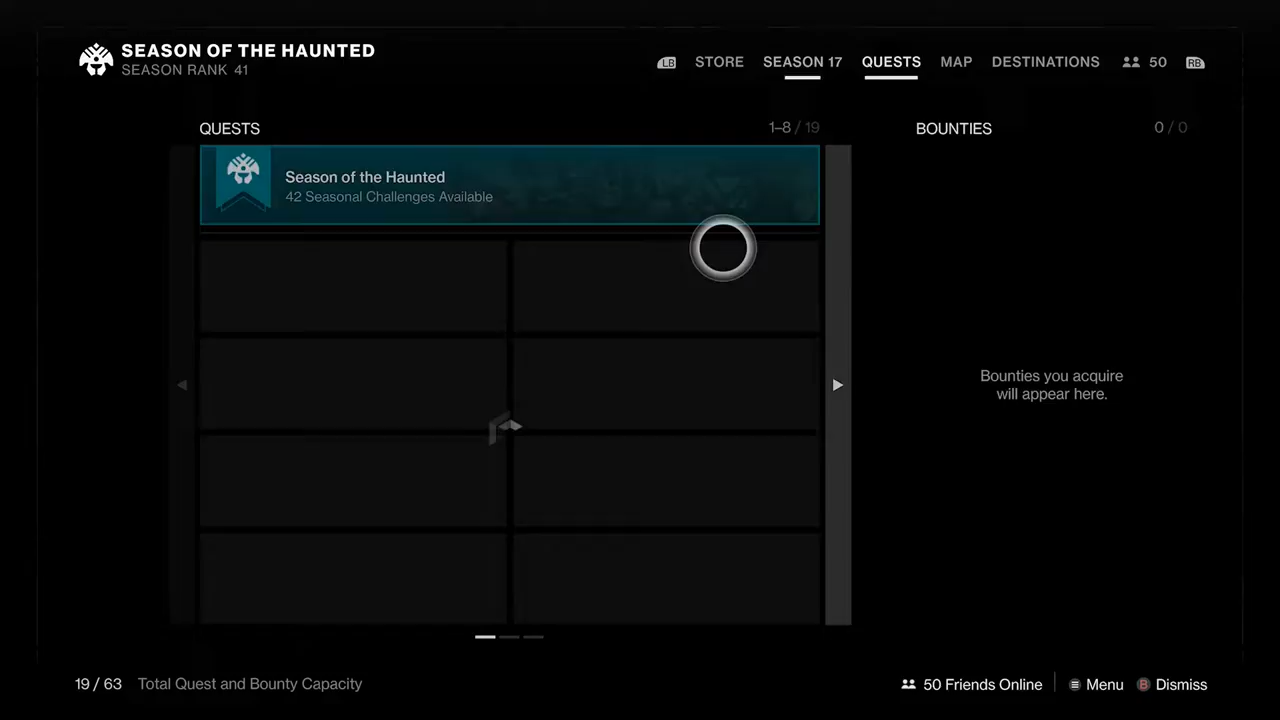 SEASON OF THE HAUNTED
SEASON RANK 41
LB STORE SEASON 17 QUESTS MAP DESTINATIONS 50 RB
QUESTS 1–8 / 19
BOUNTIES 0 / 0
Season of the Haunted
42 Seasonal Challenges Available
Bounties you acquire
will appear here.
19 / 63 Total Quest and Bounty Capacity
50 Friends Online Menu B Dismiss